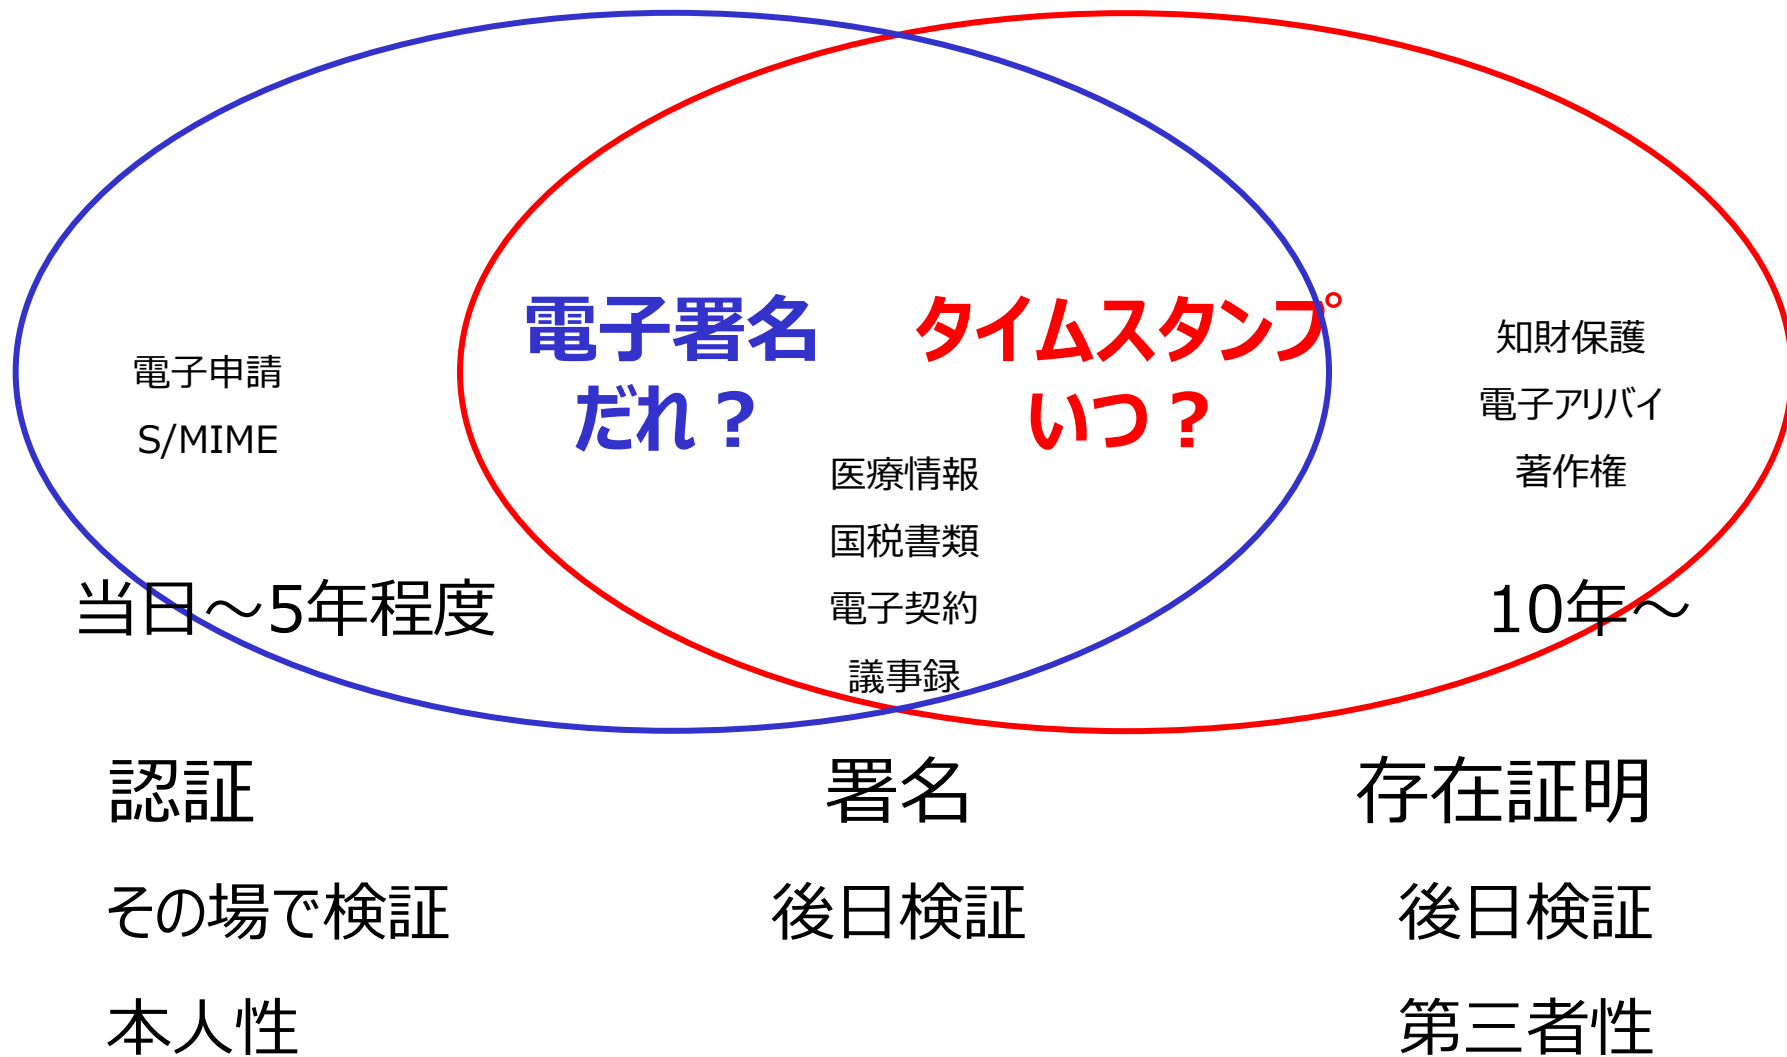 電子署名
だれ？
タイムスタンプ
いつ？
電子申請
S/MIME
医療情報
国税書類
電子契約
議事録
知財保護
電子アリバイ
著作権
当日～5年程度
10年～
認証
その場で検証
本人性
署名
後日検証
存在証明
後日検証
第三者性